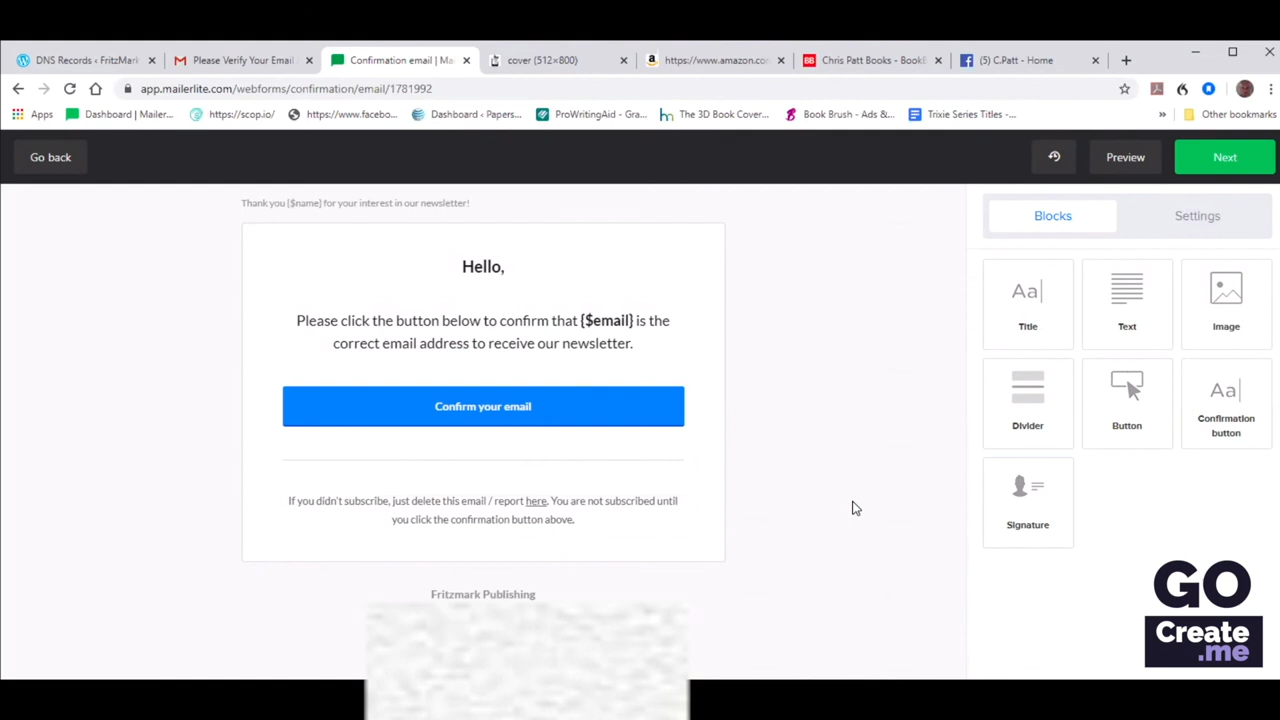 DNS Records ‹ FritzMark
Please Verify Your Email A
Confirmation email | Mai
cover (512×800)
https://www.amazon.com
Chris Patt Books - BookB
(5) C.Patt - Home
app.mailerlite.com/webforms/confirmation/email/1781992
Apps
Dashboard | Mailer...
https://scop.io/
https://www.facebo...
Dashboard ‹ Papers...
ProWritingAid - Gra...
The 3D Book Cover...
Book Brush - Ads &...
Trixie Series Titles -...
»
Other bookmarks
Go back
Preview
Next
Thank you {$name} for your interest in our newsletter!
Blocks
Settings
Hello,
Please click the button below to confirm that {$email} is the
correct email address to receive our newsletter.
Confirm your email
If you didn't subscribe, just delete this email / report here. You are not subscribed until
you click the confirmation button above.
Fritzmark Publishing
Aa|
Title
Text
Image
Divider
Button
Aa|
Confirmation
button
Signature
GO
Create
.me